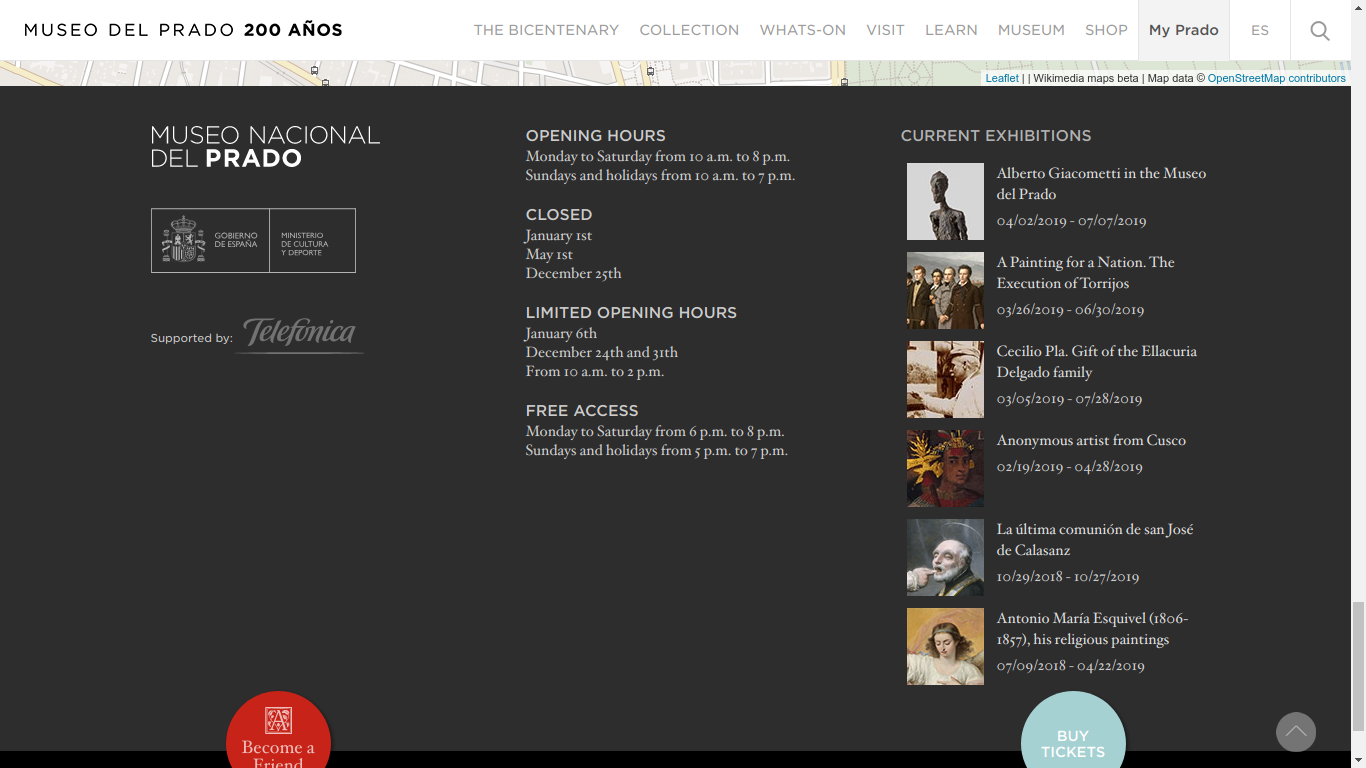 MUSEO DEL PRADO 200 AÑOS
THE BICENTENARY COLLECTION WHATS-ON VISIT LEARN MUSEUM SHOP My Prado ES
Leaflet | | Wikimedia maps beta | Map data © OpenStreetMap contributors
MUSEO NACIONAL
DEL PRADO
GOBIERNO
DE ESPAÑA
MINISTERIO
DE CULTURA
Y DEPORTE
Supported by: Telefónica
OPENING HOURS
Monday to Saturday from 10 a.m. to 8 p.m.
Sundays and holidays from 10 a.m. to 7 p.m.
CLOSED
January 1st
May 1st
December 25th
LIMITED OPENING HOURS
January 6th
December 24th and 31th
From 10 a.m. to 2 p.m.
FREE ACCESS
Monday to Saturday from 6 p.m. to 8 p.m.
Sundays and holidays from 5 p.m. to 7 p.m.
CURRENT EXHIBITIONS
Alberto Giacometti in the Museo
del Prado
04/02/2019 - 07/07/2019
A Painting for a Nation. The
Execution of Torrijos
03/26/2019 - 06/30/2019
Cecilio Pla. Gift of the Ellacuria
Delgado family
03/05/2019 - 07/28/2019
Anonymous artist from Cusco
02/19/2019 - 04/28/2019
La última comunión de san José
de Calasanz
10/29/2018 - 10/27/2019
Antonio María Esquivel (1806-
1857), his religious paintings
07/09/2018 - 04/22/2019
A
Become a
Friend
BUY
TICKETS